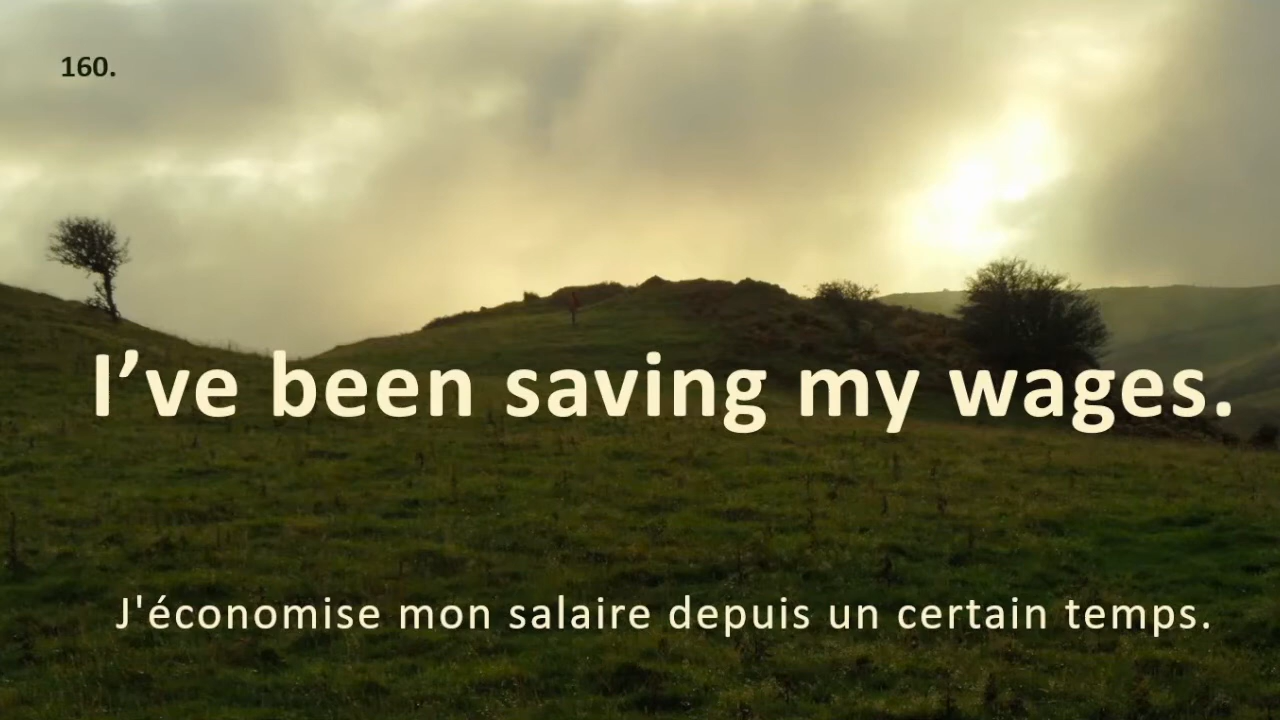 160.
I’ve been saving my wages.
J'économise mon salaire depuis un certain temps.